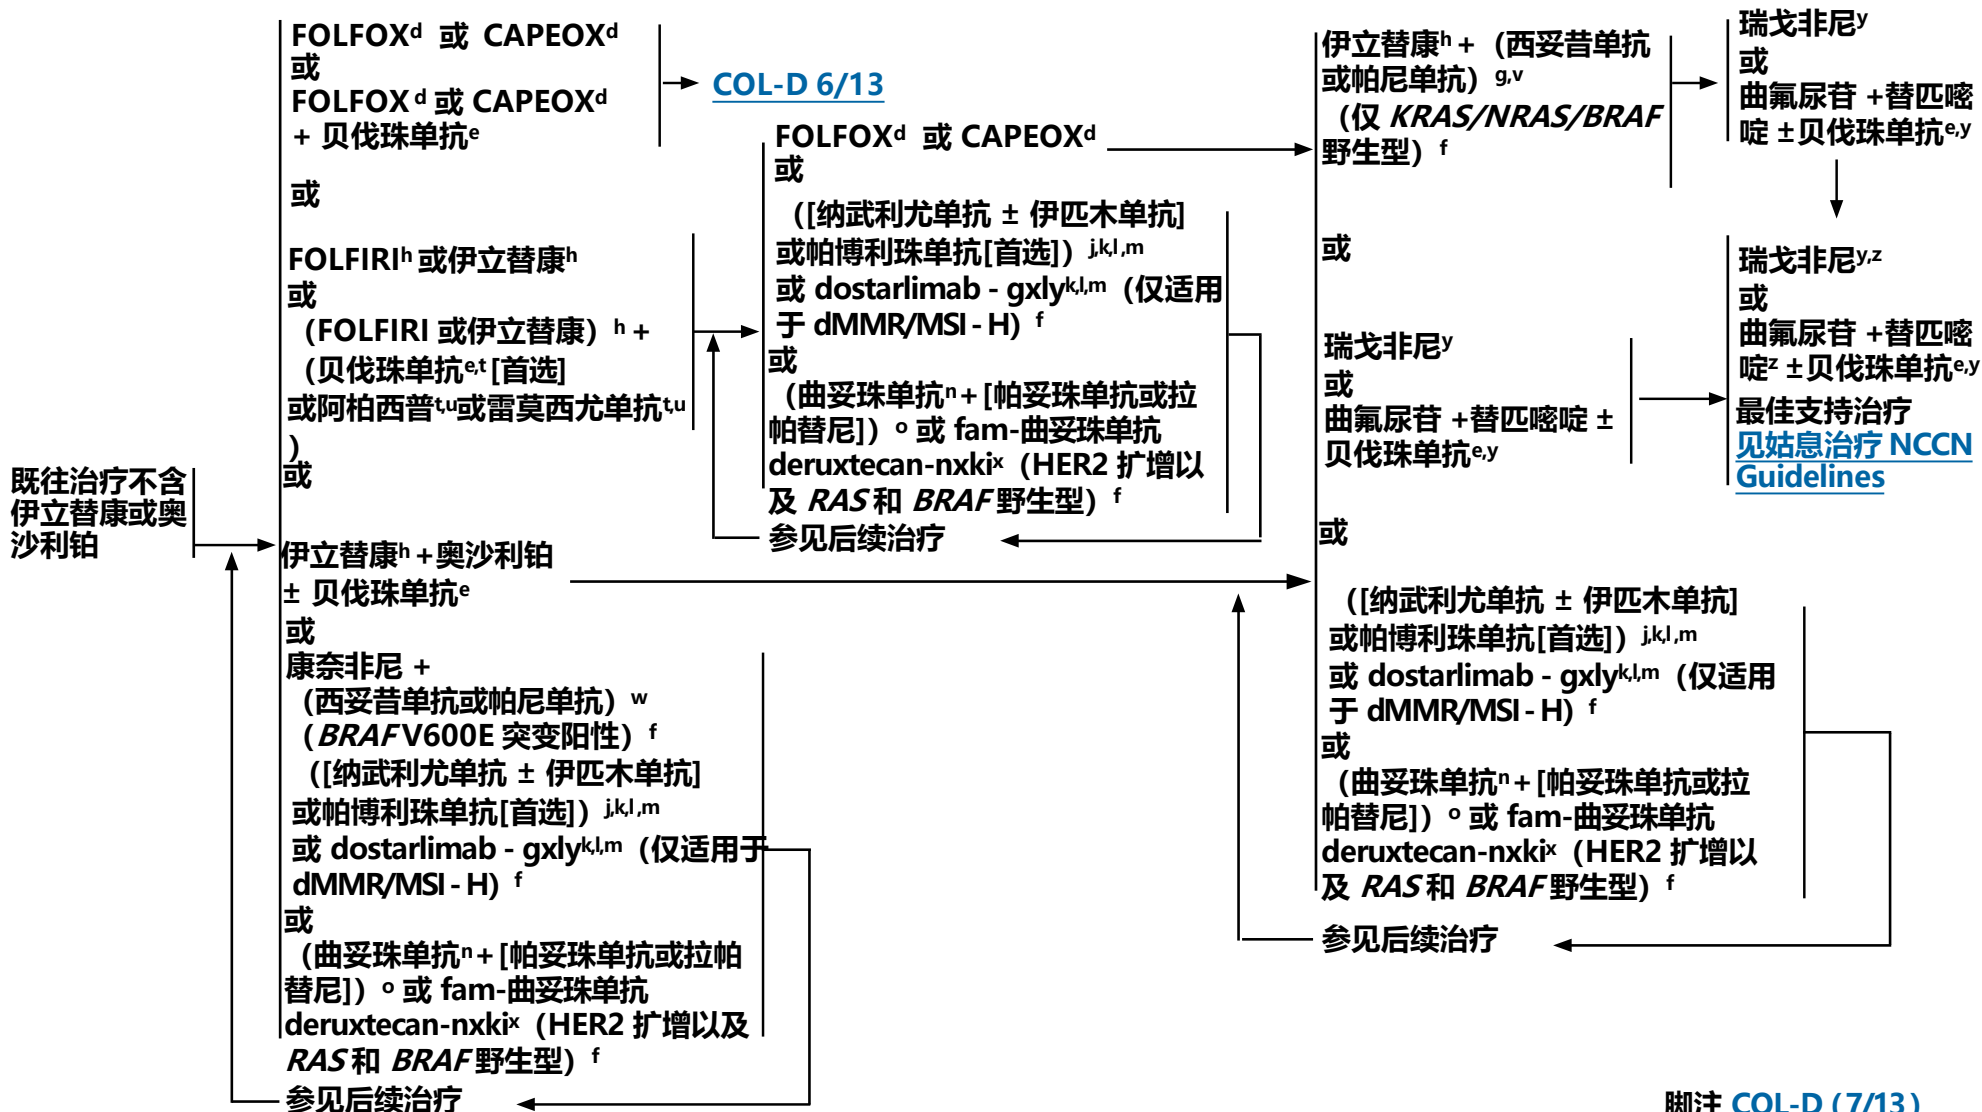 既往治疗不含
伊立替康或奥
沙利铂
FOLFOXᵈ 或 CAPEOXᵈ
或
FOLFOXᵈ 或 CAPEOXᵈ
+ 贝伐珠单抗ᵉ
COL-D 6/13
或
FOLFIRIʰ 或伊立替康ʰ
或
（FOLFIRI 或伊立替康）ʰ +
（贝伐珠单抗ᵉ,ᵗ [首选]
或阿柏西普ᵗ,ᵘ或雷莫西尤单抗ᵗ,ᵘ
）
或
伊立替康ʰ +奥沙利铂
± 贝伐珠单抗ᵉ
或
康奈非尼 +
（西妥昔单抗或帕尼单抗）ʷ
（BRAF V600E 突变阳性）ᶠ
（[纳武利尤单抗 ± 伊匹木单抗]
或帕博利珠单抗[首选]）ʲ,ᵏ,ˡ,ᵐ
或 dostarlimab - gxlyᵏ,ˡ,ᵐ（仅适用于
dMMR/MSI - H）ᶠ
或
（曲妥珠单抗ⁿ + [帕妥珠单抗或拉帕
替尼]）ᵒ或 fam-曲妥珠单抗
deruxtecan-nxkiˣ（HER2 扩增以及
RAS 和 BRAF 野生型）ᶠ
参见后续治疗
FOLFOXᵈ 或 CAPEOXᵈ
或
（[纳武利尤单抗 ± 伊匹木单抗]
或帕博利珠单抗[首选]）ʲ,ᵏ,ˡ,ᵐ
或 dostarlimab - gxlyᵏ,ˡ,ᵐ（仅适用
于 dMMR/MSI - H）ᶠ
或
（曲妥珠单抗ⁿ + [帕妥珠单抗或拉
帕替尼]）ᵒ或 fam-曲妥珠单抗
deruxtecan-nxkiˣ（HER2 扩增以
及 RAS 和 BRAF 野生型）ᶠ
参见后续治疗
伊立替康ʰ +（西妥昔单抗
或帕尼单抗）ᵍ,ᵛ
（仅 KRAS/NRAS/BRAF
野生型）ᶠ
或
瑞戈非尼ʸ
或
曲氟尿苷 +替匹嘧啶 ±
贝伐珠单抗ᵉ,ʸ
或
（[纳武利尤单抗 ± 伊匹木单抗]
或帕博利珠单抗[首选]）ʲ,ᵏ,ˡ,ᵐ
或 dostarlimab - gxlyᵏ,ˡ,ᵐ（仅适用
于 dMMR/MSI - H）ᶠ
或
（曲妥珠单抗ⁿ + [帕妥珠单抗或拉
帕替尼]）ᵒ或 fam-曲妥珠单抗
deruxtecan-nxkiˣ（HER2 扩增以
及 RAS 和 BRAF 野生型）ᶠ
参见后续治疗
瑞戈非尼ʸ
或
曲氟尿苷 +替匹嘧
啶 ±贝伐珠单抗ᵉ,ʸ
瑞戈非尼ʸ,ᶻ
或
曲氟尿苷 +替匹嘧
啶ᶻ ±贝伐珠单抗ᵉ,ʸ
最佳支持治疗
见姑息治疗 NCCN
Guidelines
脚注 COL-D（7/13）